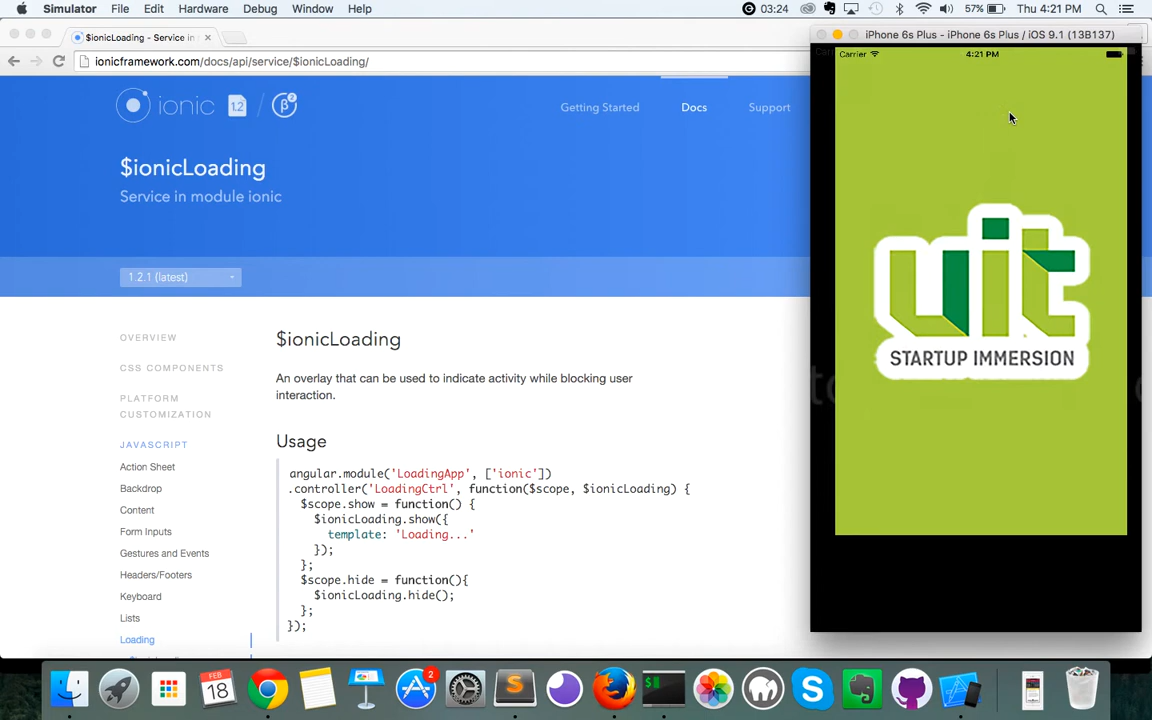 Simulator File Edit Hardware Debug Window Help
03:24 57% Thu 4:21 PM
$ionicLoading - Service in
ionicframework.com/docs/api/service/$ionicLoading/
ionic 1.2 / β 2
Getting Started Docs Support
$ionicLoading
Service in module ionic
1.2.1 (latest)
OVERVIEW
CSS COMPONENTS
PLATFORM
CUSTOMIZATION
JAVASCRIPT
Action Sheet
Backdrop
Content
Form Inputs
Gestures and Events
Headers/Footers
Keyboard
Lists
Loading
$ionicLoading
An overlay that can be used to indicate activity while blocking user
interaction.
Usage
angular.module('LoadingApp', ['ionic'])
.controller('LoadingCtrl', function($scope, $ionicLoading) {
$scope.show = function() {
$ionicLoading.show({
template: 'Loading...'
});
};
$scope.hide = function(){
$ionicLoading.hide();
};
});
iPhone 6s Plus - iPhone 6s Plus / iOS 9.1 (13B137)
Carrier 4:21 PM
uit
STARTUP IMMERSION
FEB
18
2